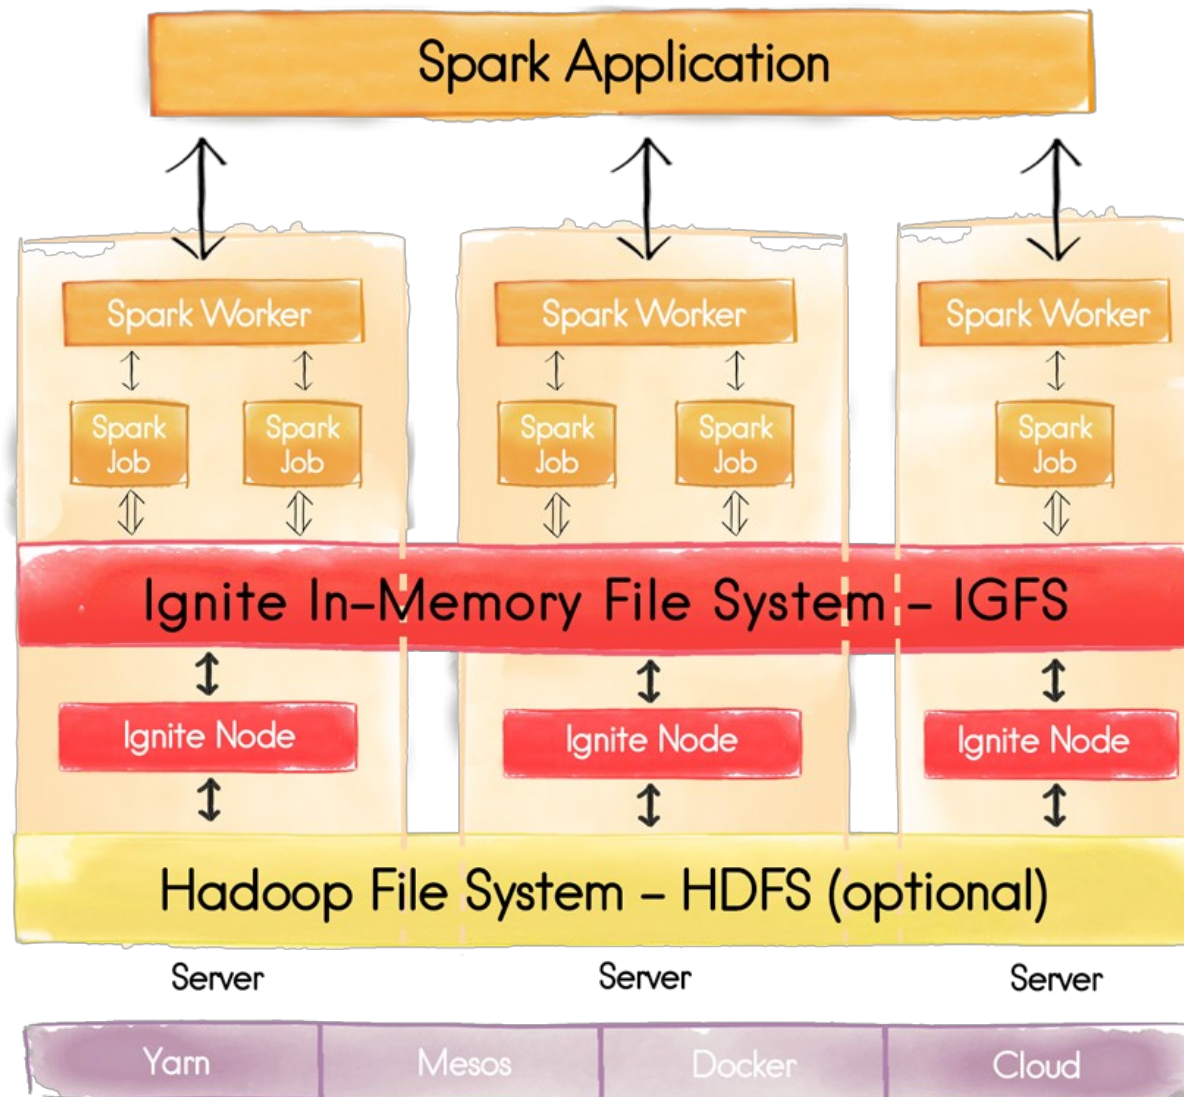 Spark Application
Spark Worker
Spark Worker
Spark Worker
Spark
Job
Spark
Job
Spark
Job
Spark
Job
Spark
Job
Ignite In-Memory File System - IGFS
Ignite Node
Ignite Node
Ignite Node
Hadoop File System - HDFS (optional)
Server
Server
Server
Yarn
Mesos
Docker
Cloud